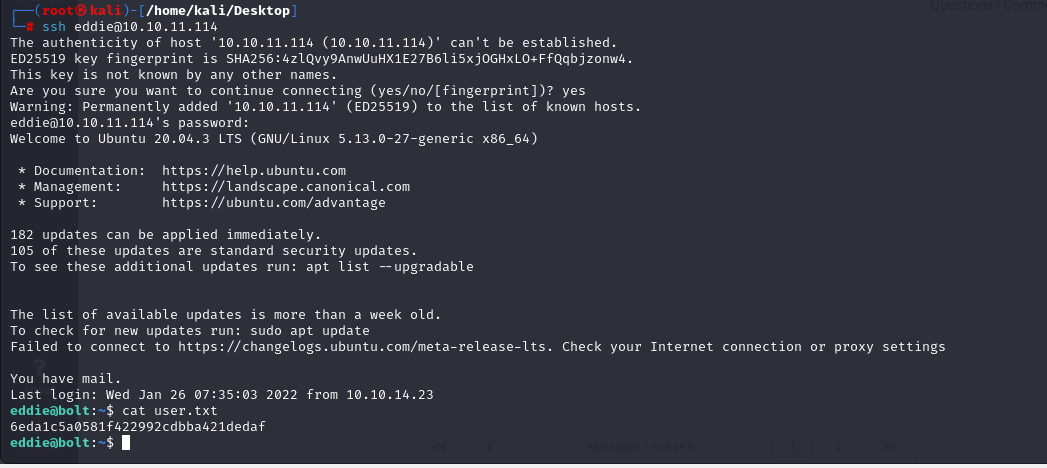 Questions? Comm
┌──(root㉿kali)-[/home/kali/Desktop]
└─# ssh eddie@10.10.11.114
The authenticity of host '10.10.11.114 (10.10.11.114)' can't be established.
ED25519 key fingerprint is SHA256:4zlQvy9AnwUuHX1E27B6li5xjOGHxLO+FfQqbjzonw4.
This key is not known by any other names.
Are you sure you want to continue connecting (yes/no/[fingerprint])? yes
Warning: Permanently added '10.10.11.114' (ED25519) to the list of known hosts.
eddie@10.10.11.114's password:
Welcome to Ubuntu 20.04.3 LTS (GNU/Linux 5.13.0-27-generic x86_64)
* Documentation:  https://help.ubuntu.com
* Management:     https://landscape.canonical.com
* Support:        https://ubuntu.com/advantage
182 updates can be applied immediately.
105 of these updates are standard security updates.
To see these additional updates run: apt list --upgradable
The list of available updates is more than a week old.
To check for new updates run: sudo apt update
Failed to connect to https://changelogs.ubuntu.com/meta-release-lts. Check your Internet connection or proxy settings
You have mail.
Last login: Wed Jan 26 07:35:03 2022 from 10.10.14.23
eddie@bolt:~$ cat user.txt
6eda1c5a0581f422992cdbba421dedaf
eddie@bolt:~$
Messages 1 to 2 of 2
1